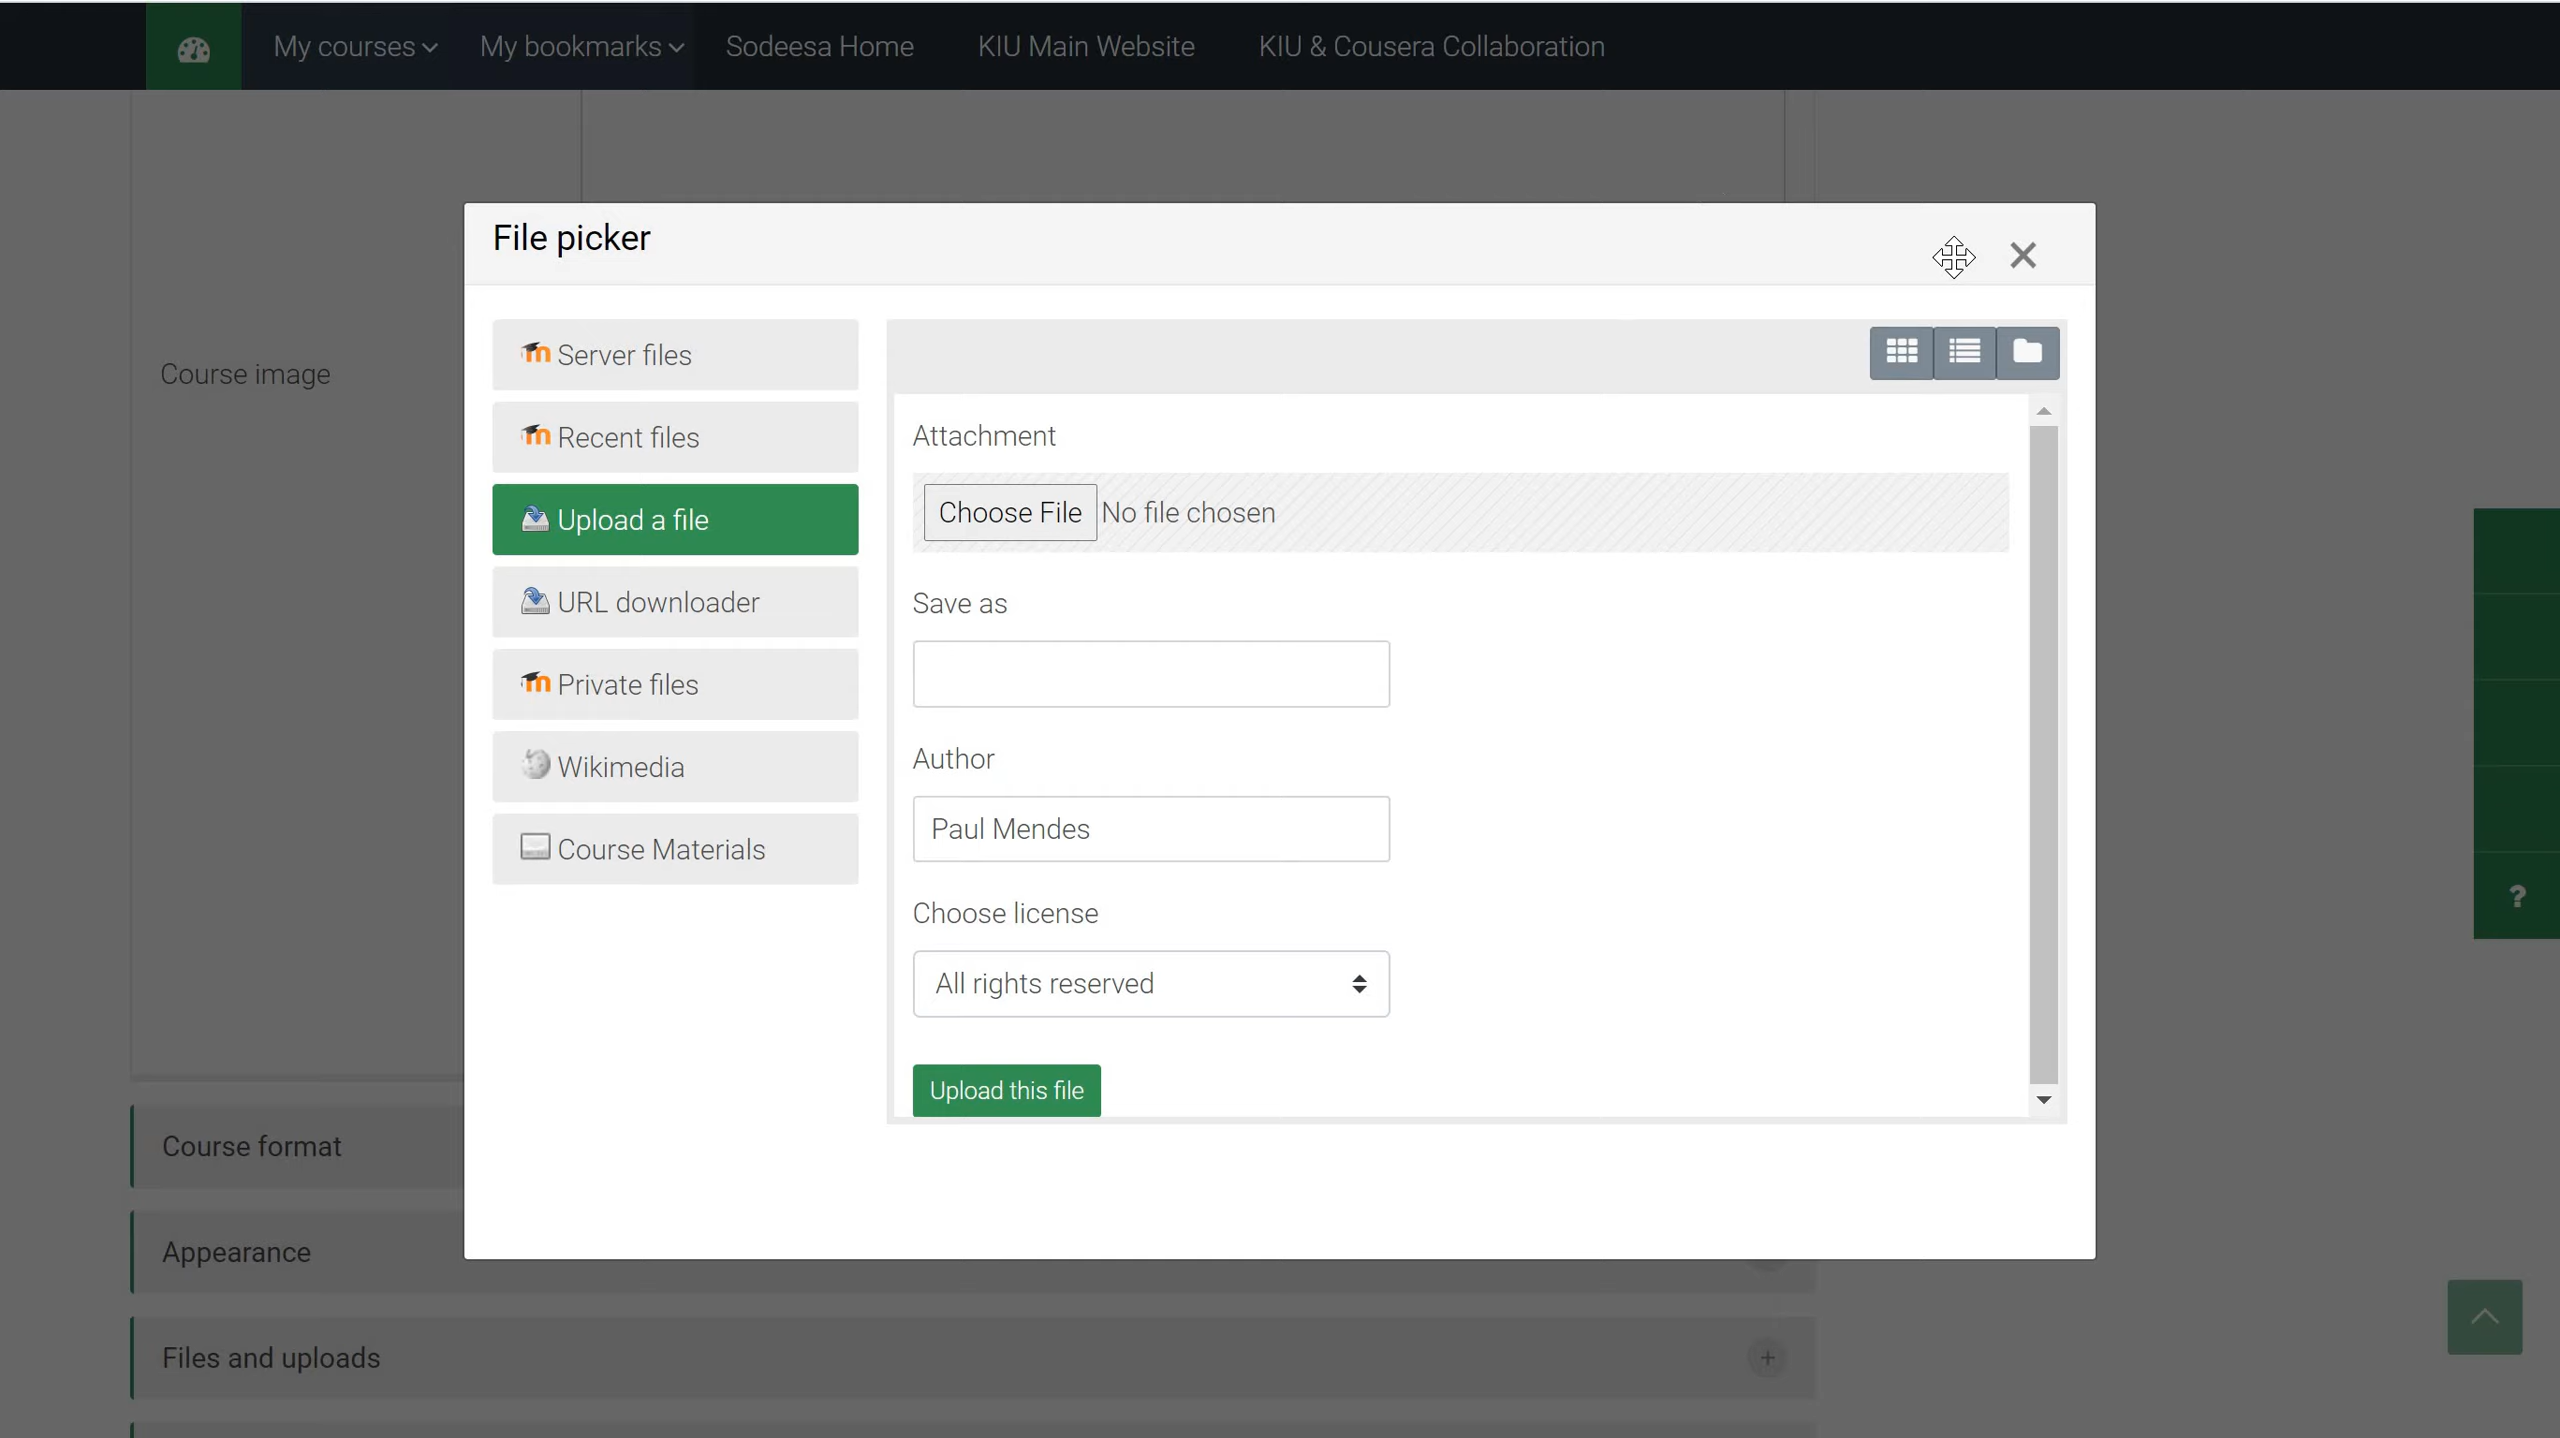 My courses
My bookmarks
Sodeesa Home
KIU Main Website
KIU & Cousera Collaboration
File picker
Course image
Server files
Recent files
Upload a file
URL downloader
Private files
Wikimedia
Course Materials
Attachment
Choose File No file chosen
Save as
Author
Paul Mendes
Choose license
All rights reserved
Upload this file
?
Course format
Appearance
Files and uploads